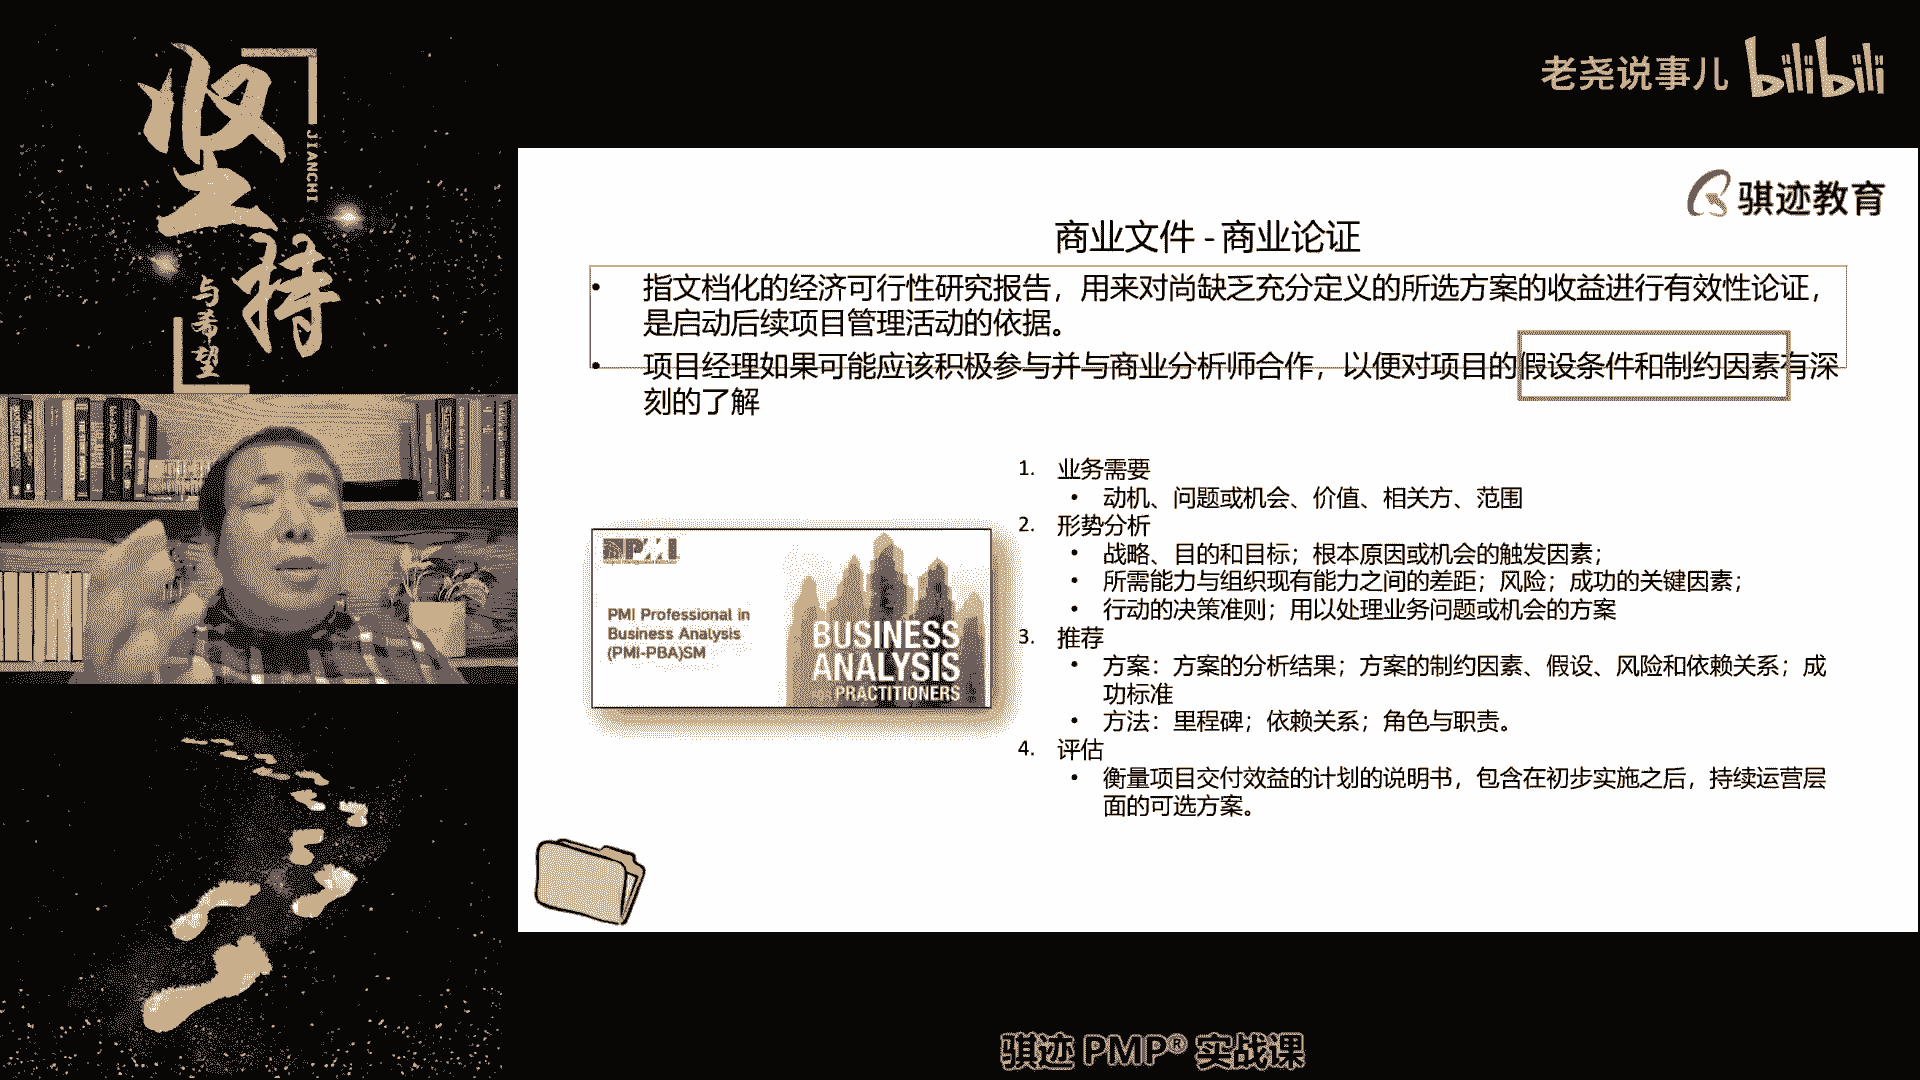 坚持
JIANCHI
与希望
老尧说事儿 bilibili
骐迹教育
商业文件 - 商业论证
• 指文档化的经济可行性研究报告，用来对尚缺乏充分定义的所选方案的收益进行有效性论证，
是启动后续项目管理活动的依据。
• 项目经理如果可能应该积极参与并与商业分析师合作，以便对项目的假设条件和制约因素有深
刻的了解
1. 业务需要
• 动机、问题或机会、价值、相关方、范围
2. 形势分析
• 战略、目的和目标；根本原因或机会的触发因素；
• 所需能力与组织现有能力之间的差距；风险；成功的关键因素；
• 行动的决策准则；用以处理业务问题或机会的方案
3. 推荐
• 方案：方案的分析结果；方案的制约因素、假设、风险和依赖关系；成
功标准
• 方法：里程碑；依赖关系；角色与职责。
4. 评估
• 衡量项目交付效益的计划的说明书，包含在初步实施之后，持续运营层
面的可选方案。
PMI
PMI Professional in
Business Analysis
(PMI-PBA)SM
BUSINESS
ANALYSIS
PRACTITIONERS
骐迹 PMP® 实战课